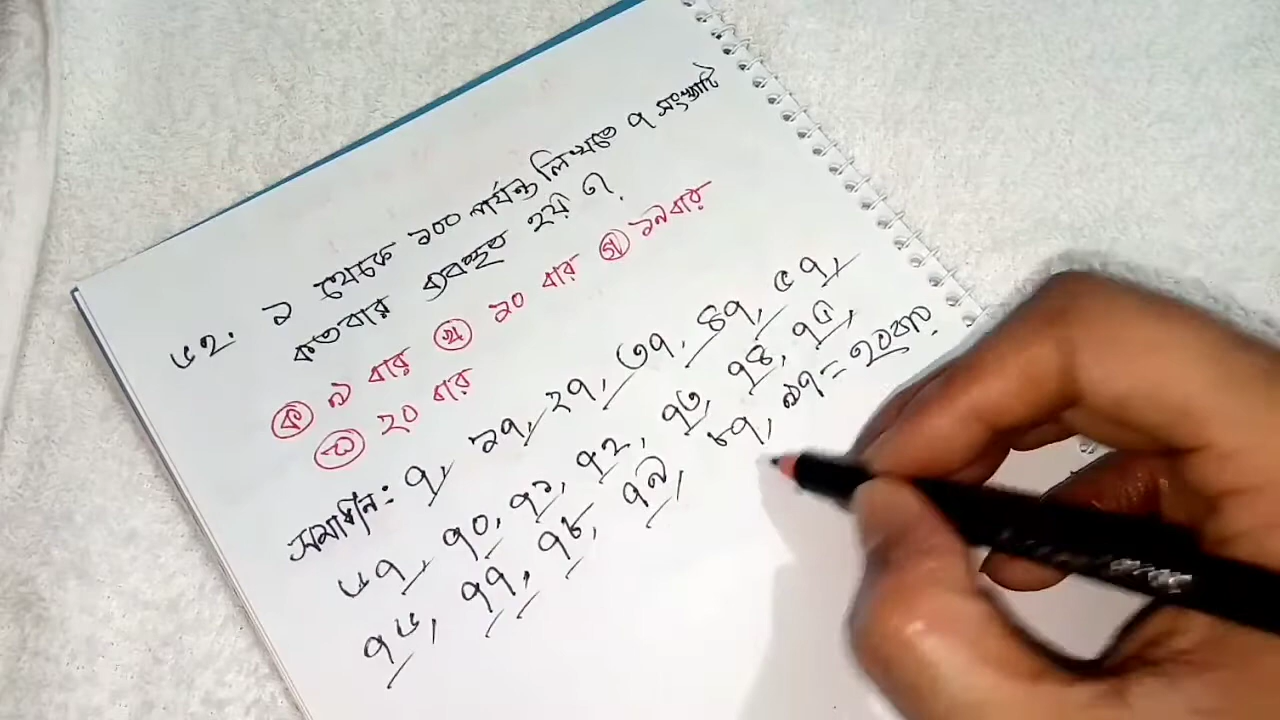 ৬২. ১ থেকে ১০০ পর্যন্ত লিখতে ৭ সংখ্যাটি
কতবার ব্যবহৃত হয়?
ক ৯ বার খ ১০ বার গ ১৯বার
ঘ ২০ বার
সমাধান: ৭, ১৭, ২৭, ৩৭, ৪৭, ৫৭,
৬৭, ৭০, ৭১, ৭২, ৭৩, ৭৪, ৭৫,
৭৬, ৭৭, ৭৮, ৭৯, ৮৭, ৯৭ = ২০বার